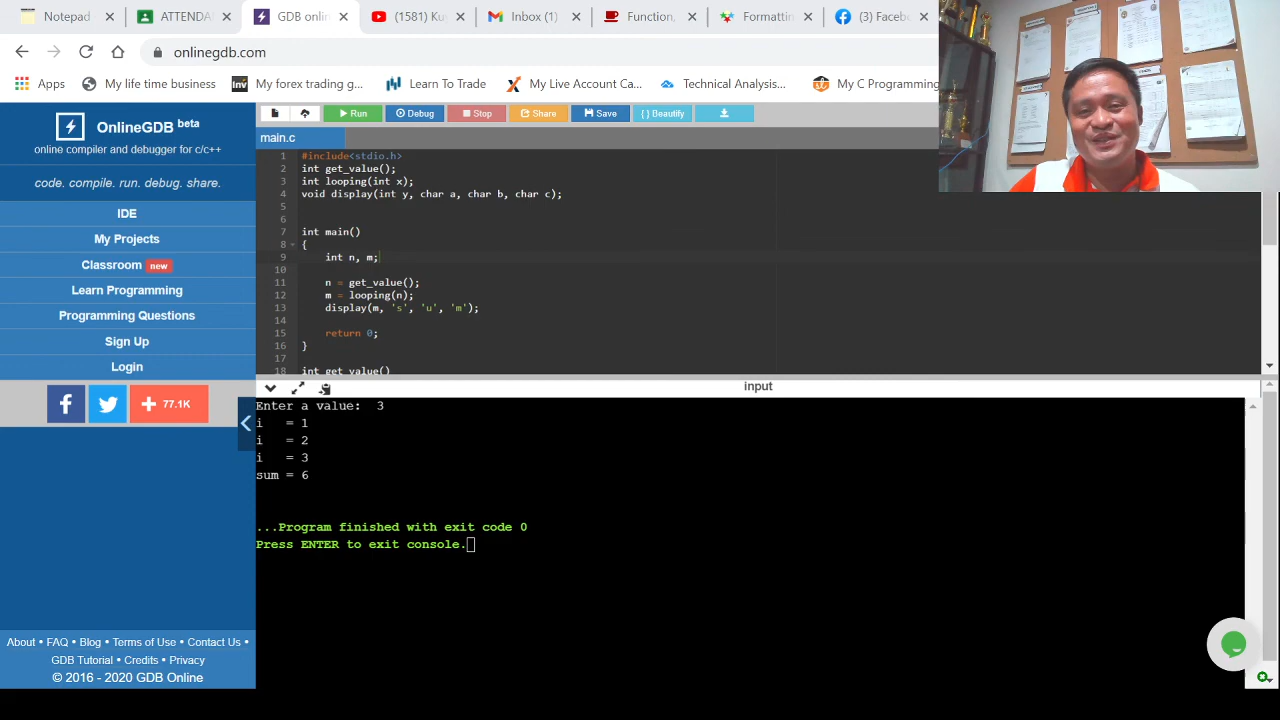 Notepad
ATTENDA
GDB onlin
(1581) Ku
Inbox (1)
Function,
Formattin
(3) Faceb
onlinegdb.com
Apps
My life time business
inv
My forex trading g...
Learn To Trade
My Live Account Ca...
Technical Analysis...
My C Programming
OnlineGDB beta
online compiler and debugger for c/c++
code. compile. run. debug. share.
IDE
My Projects
Classroom new
Learn Programming
Programming Questions
Sign Up
Login
77.1K
About • FAQ • Blog • Terms of Use • Contact Us •
GDB Tutorial • Credits • Privacy
© 2016 - 2020 GDB Online
Run
Debug
Stop
Share
Save
{ } Beautify
main.c
1 #include<stdio.h>
2 int get_value();
3 int looping(int x);
4 void display(int y, char a, char b, char c);
5
6
7 int main()
8 {
9 int n, m;
10
11 n = get_value();
12 m = looping(n);
13 display(m, 's', 'u', 'm');
14
15 return 0;
16 }
17
18 int get_value()
input
Enter a value: 3
i = 1
i = 2
i = 3
sum = 6
...Program finished with exit code 0
Press ENTER to exit console.